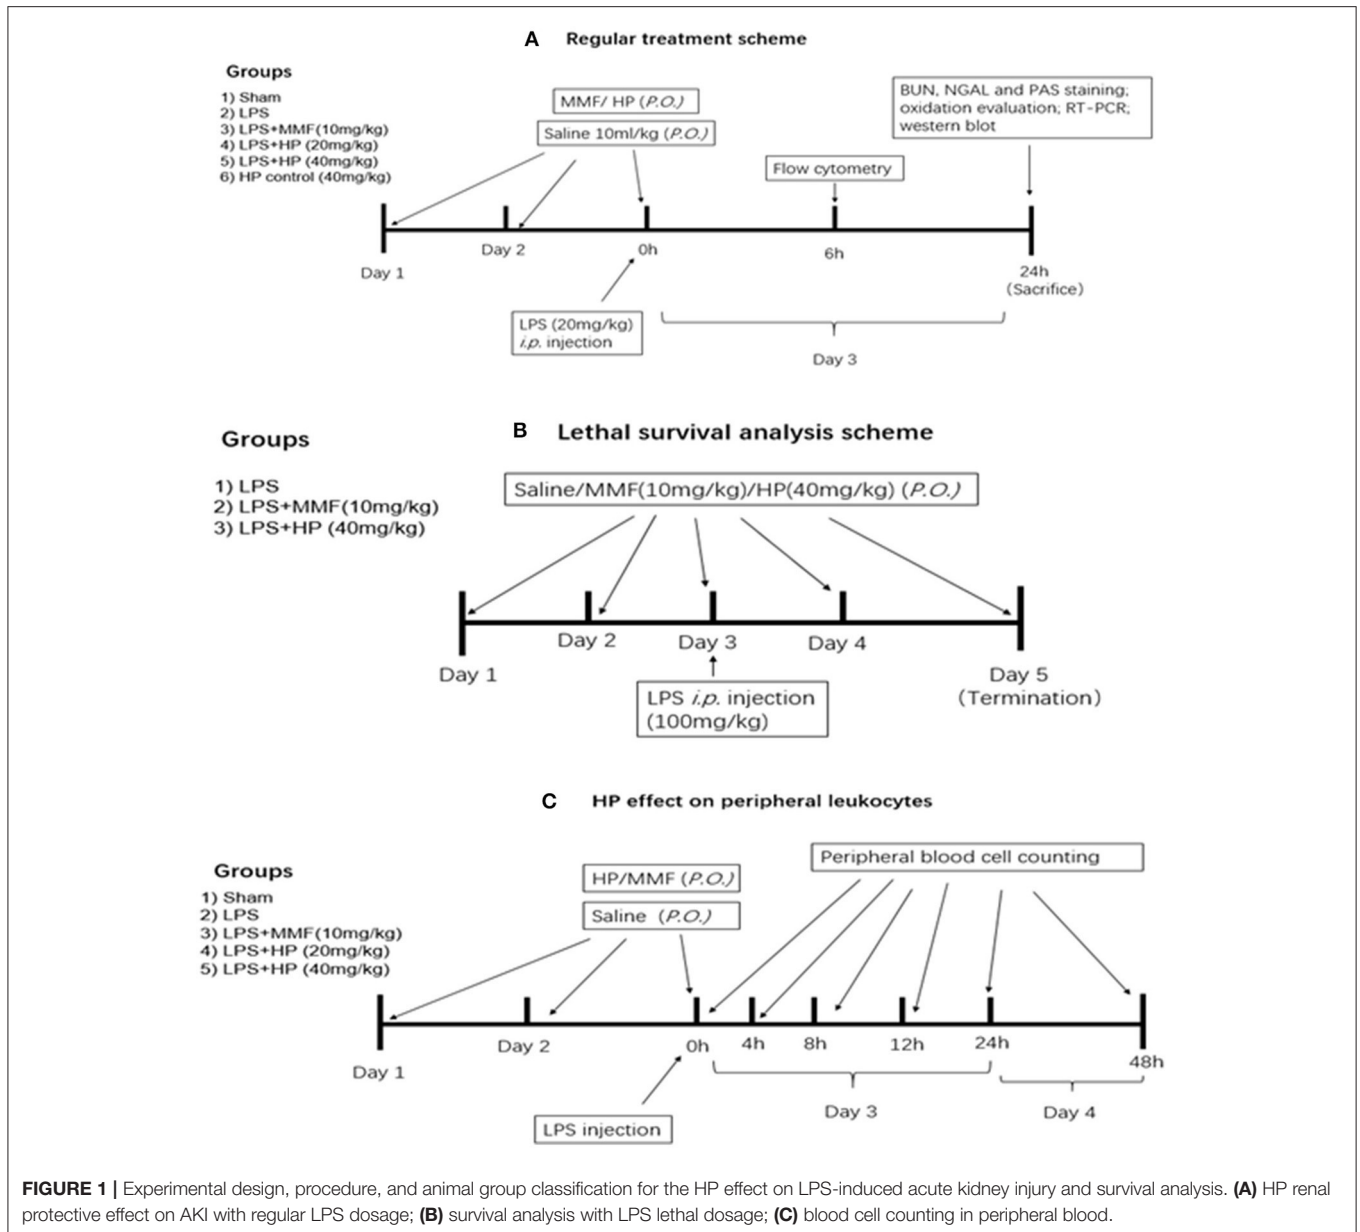 A Regular treatment scheme
Groups
1) Sham
2) LPS
3) LPS+MMF(10mg/kg)
4) LPS+HP (20mg/kg)
5) LPS+HP (40mg/kg)
6) HP control (40mg/kg)
MMF/ HP (P.O.)
Saline 10ml/kg (P.O.)
Flow cytometry
BUN, NGAL and PAS staining;
oxidation evaluation; RT-PCR;
western blot
Day 1
Day 2
0h
6h
24h
(Sacrifice)
LPS (20mg/kg)
i.p. injection
Day 3
B Lethal survival analysis scheme
Groups
1) LPS
2) LPS+MMF(10mg/kg)
3) LPS+HP (40mg/kg)
Saline/MMF(10mg/kg)/HP(40mg/kg) (P.O.)
Day 1
Day 2
Day 3
Day 4
Day 5
(Termination)
LPS i.p. injection
(100mg/kg)
C HP effect on peripheral leukocytes
Groups
1) Sham
2) LPS
3) LPS+MMF(10mg/kg)
4) LPS+HP (20mg/kg)
5) LPS+HP (40mg/kg)
HP/MMF (P.O.)
Saline (P.O.)
Peripheral blood cell counting
Day 1
Day 2
0h
4h
8h
12h
24h
48h
LPS injection
Day 3
Day 4
FIGURE 1 | Experimental design, procedure, and animal group classification for the HP effect on LPS-induced acute kidney injury and survival analysis. (A) HP renal
protective effect on AKI with regular LPS dosage; (B) survival analysis with LPS lethal dosage; (C) blood cell counting in peripheral blood.